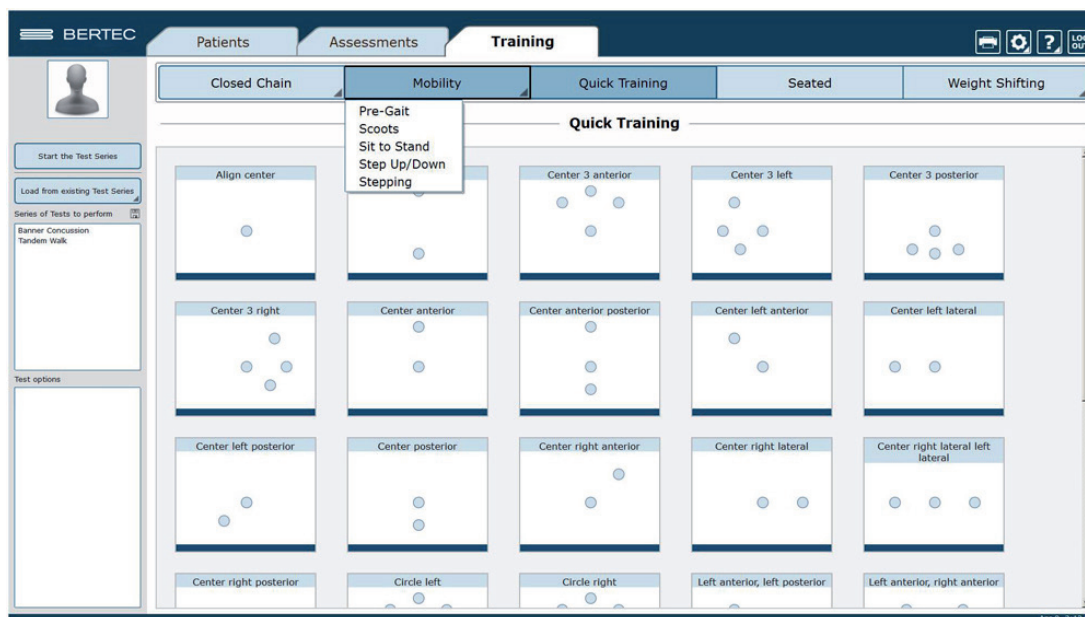 BERTEC
Patients
Assessments
Training
?
LOG
OUT
Closed Chain
Mobility
Quick Training
Seated
Weight Shifting
Pre-Gait
Scoots
Sit to Stand
Step Up/Down
Stepping
Quick Training
Start the Test Series
Load from existing Test Series
Series of Tests to perform
Banner Concussion
Tandem Walk
Test options
Align center
Center 3 anterior
Center 3 left
Center 3 posterior
Center 3 right
Center anterior
Center anterior posterior
Center left anterior
Center left lateral
Center left posterior
Center posterior
Center right anterior
Center right lateral
Center right lateral left
lateral
Center right posterior
Circle left
Circle right
Left anterior, left posterior
Left anterior, right anterior